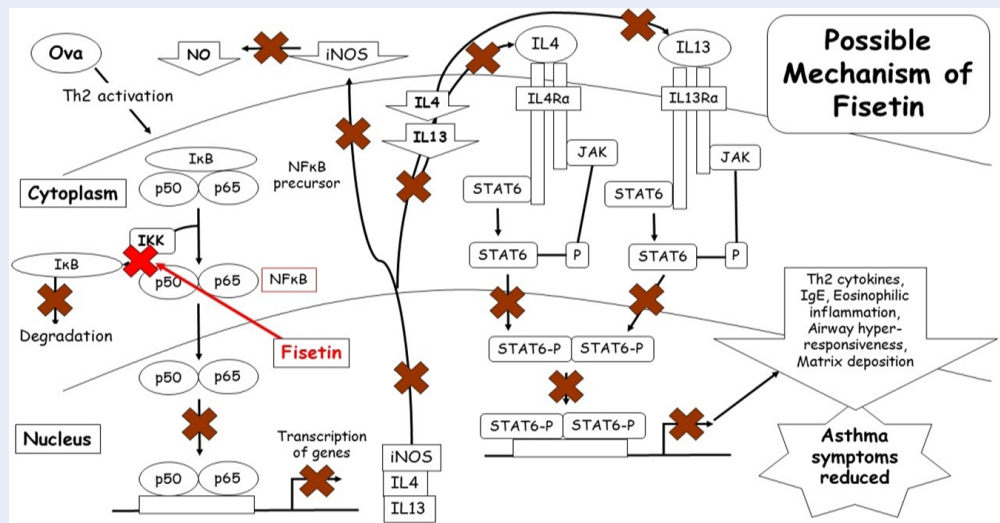 Possible
Mechanism of
Fisetin
Ova
Th2 activation
NO
iNOS
IL4
IL13
IL4
IL13
IL4Rα
IL13Rα
JAK
JAK
STAT6
STAT6
STAT6
P
STAT6
P
Cytoplasm
IκB
p50
p65
NFκB
precursor
IKK
IκB
p50
p65
NFκB
Degradation
Fisetin
p50
p65
Nucleus
p50
p65
Transcription
of genes
iNOS
IL4
IL13
STAT6-P
STAT6-P
STAT6-P
STAT6-P
Th2 cytokines,
IgE, Eosinophilic
inflammation,
Airway hyper-
responsiveness,
Matrix deposition
Asthma
symptoms
reduced